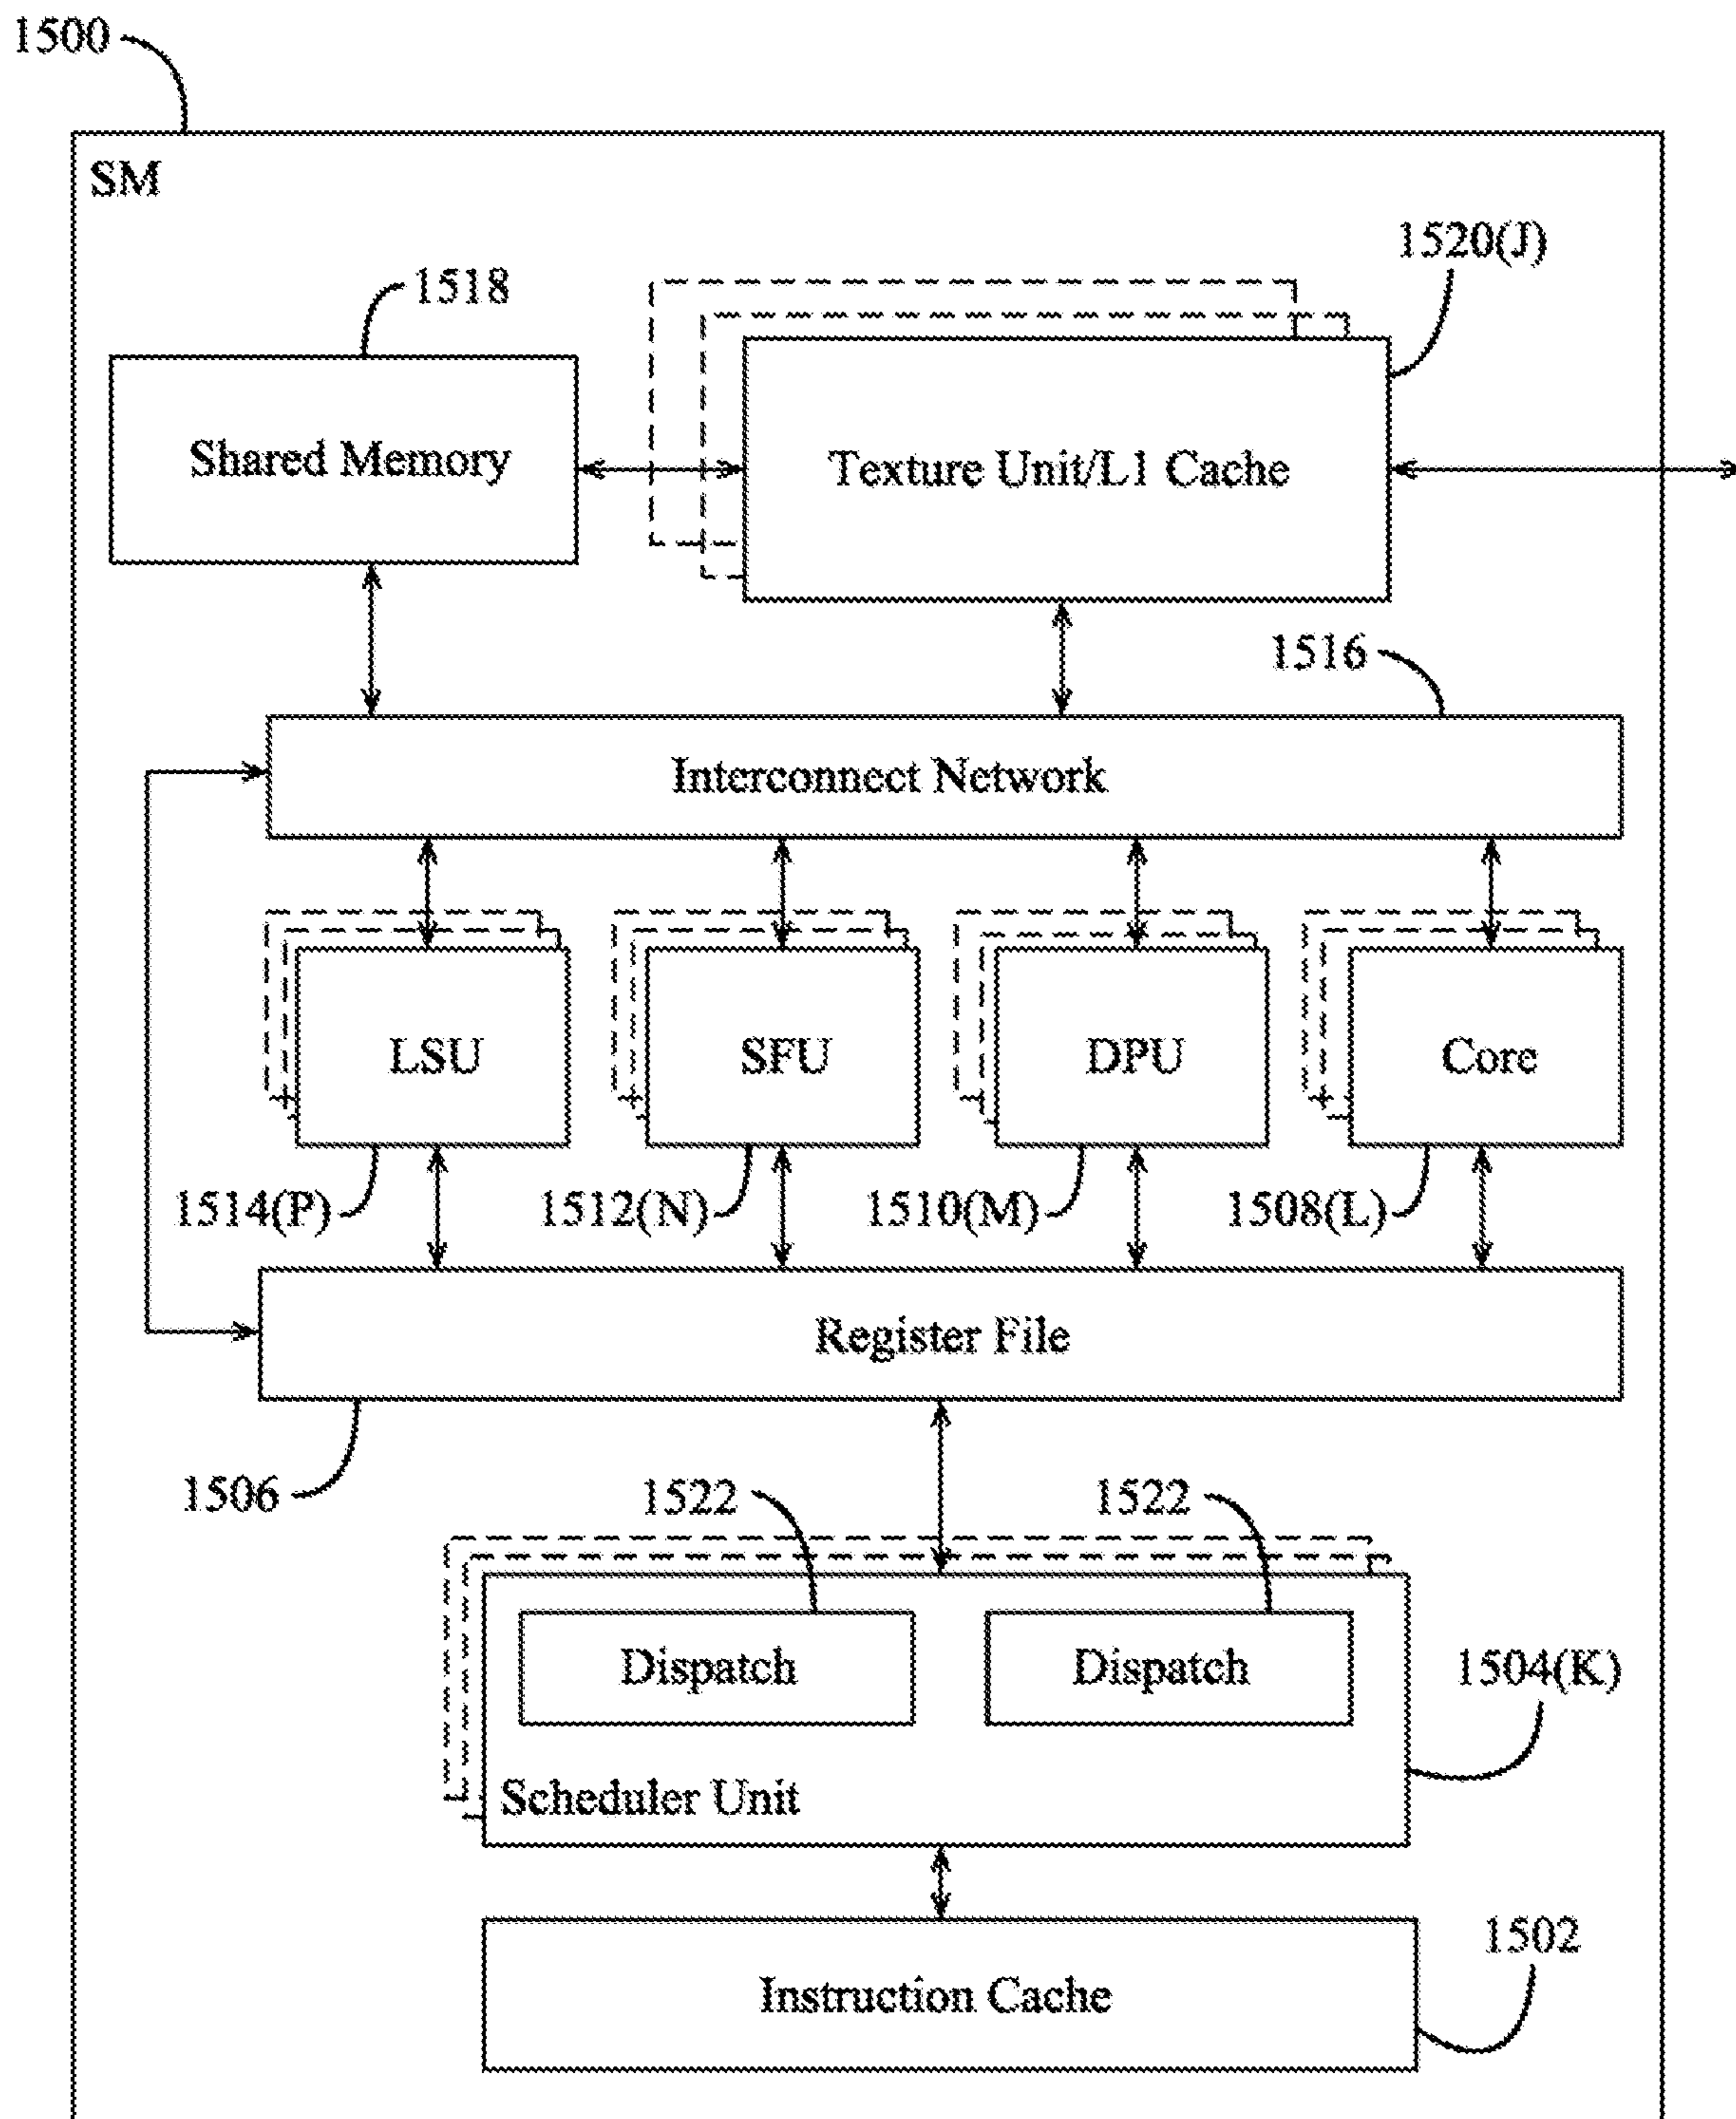 1500
SM
1520(J)
1518
Shared Memory
Texture Unit/L1 Cache
1516
Interconnect Network
LSU
SFU
DPU
Core
1514(P)
1512(N)
1510(M)
1508(L)
Register File
1506
1522
1522
Dispatch
Dispatch
1504(K)
Scheduler Unit
1502
Instruction Cache